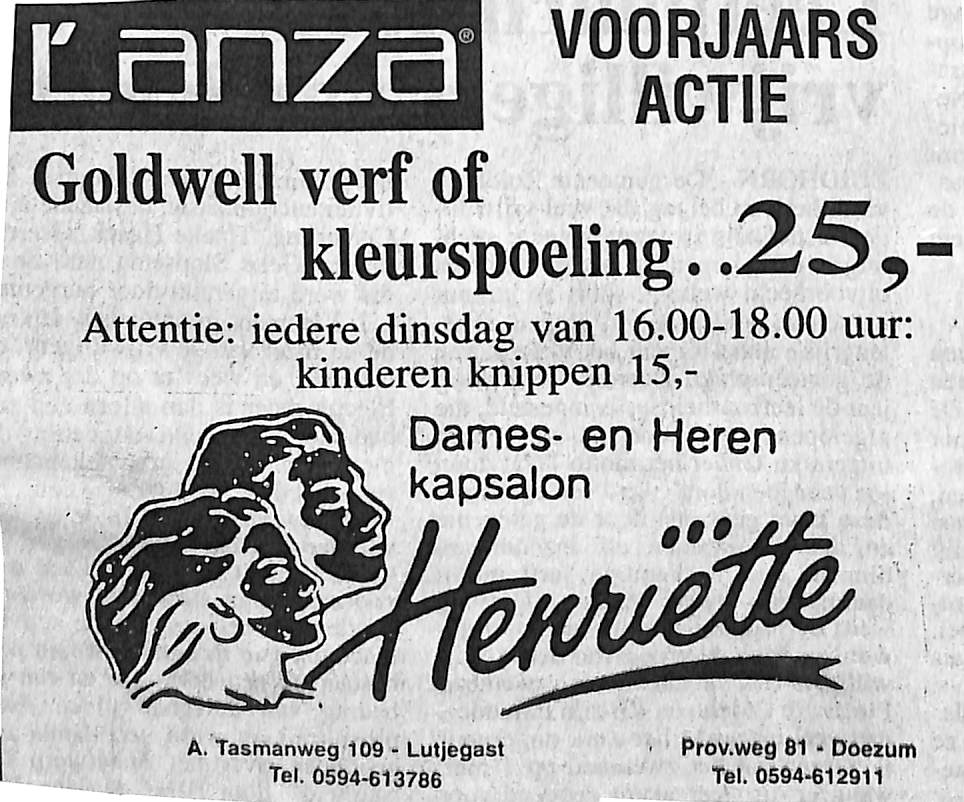 L'anza®
VOORJAARS
ACTIE
Goldwell verf of
kleurspoeling..25,-
Attentie: iedere dinsdag van 16.00-18.00 uur:
kinderen knippen 15,-
Dames- en Heren
kapsalon
Henriëtte
A. Tasmanweg 109 - Lutjegast
Tel. 0594-613786
Prov.weg 81 - Doezum
Tel. 0594-612911